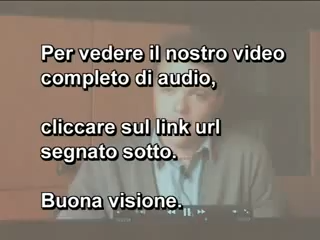 Per vedere il nostro video
completo di audio,
cliccare sul link url
segnato sotto.
Buona visione.